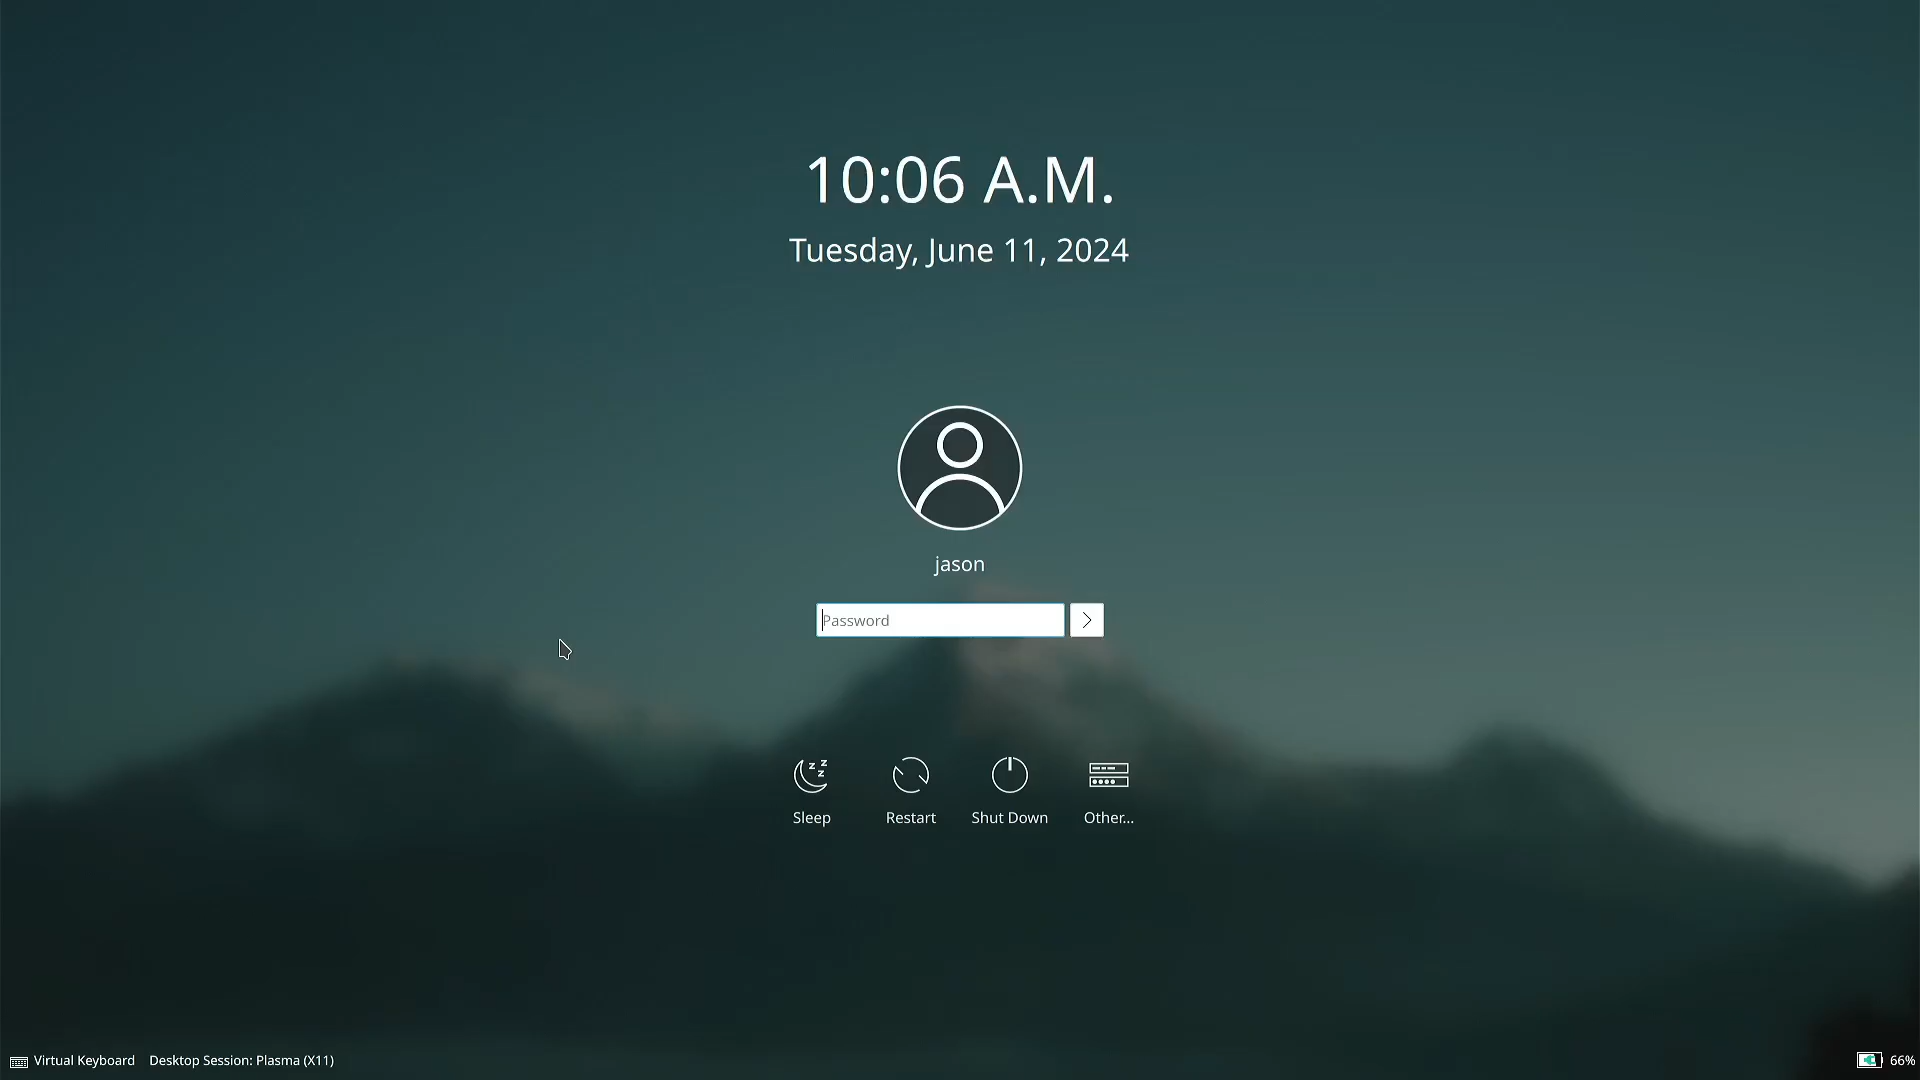 10:06 A.M.
Tuesday, June 11, 2024
jason
Password
Sleep
Restart
Shut Down
Other...
Virtual Keyboard
Desktop Session: Plasma (X11)
66%